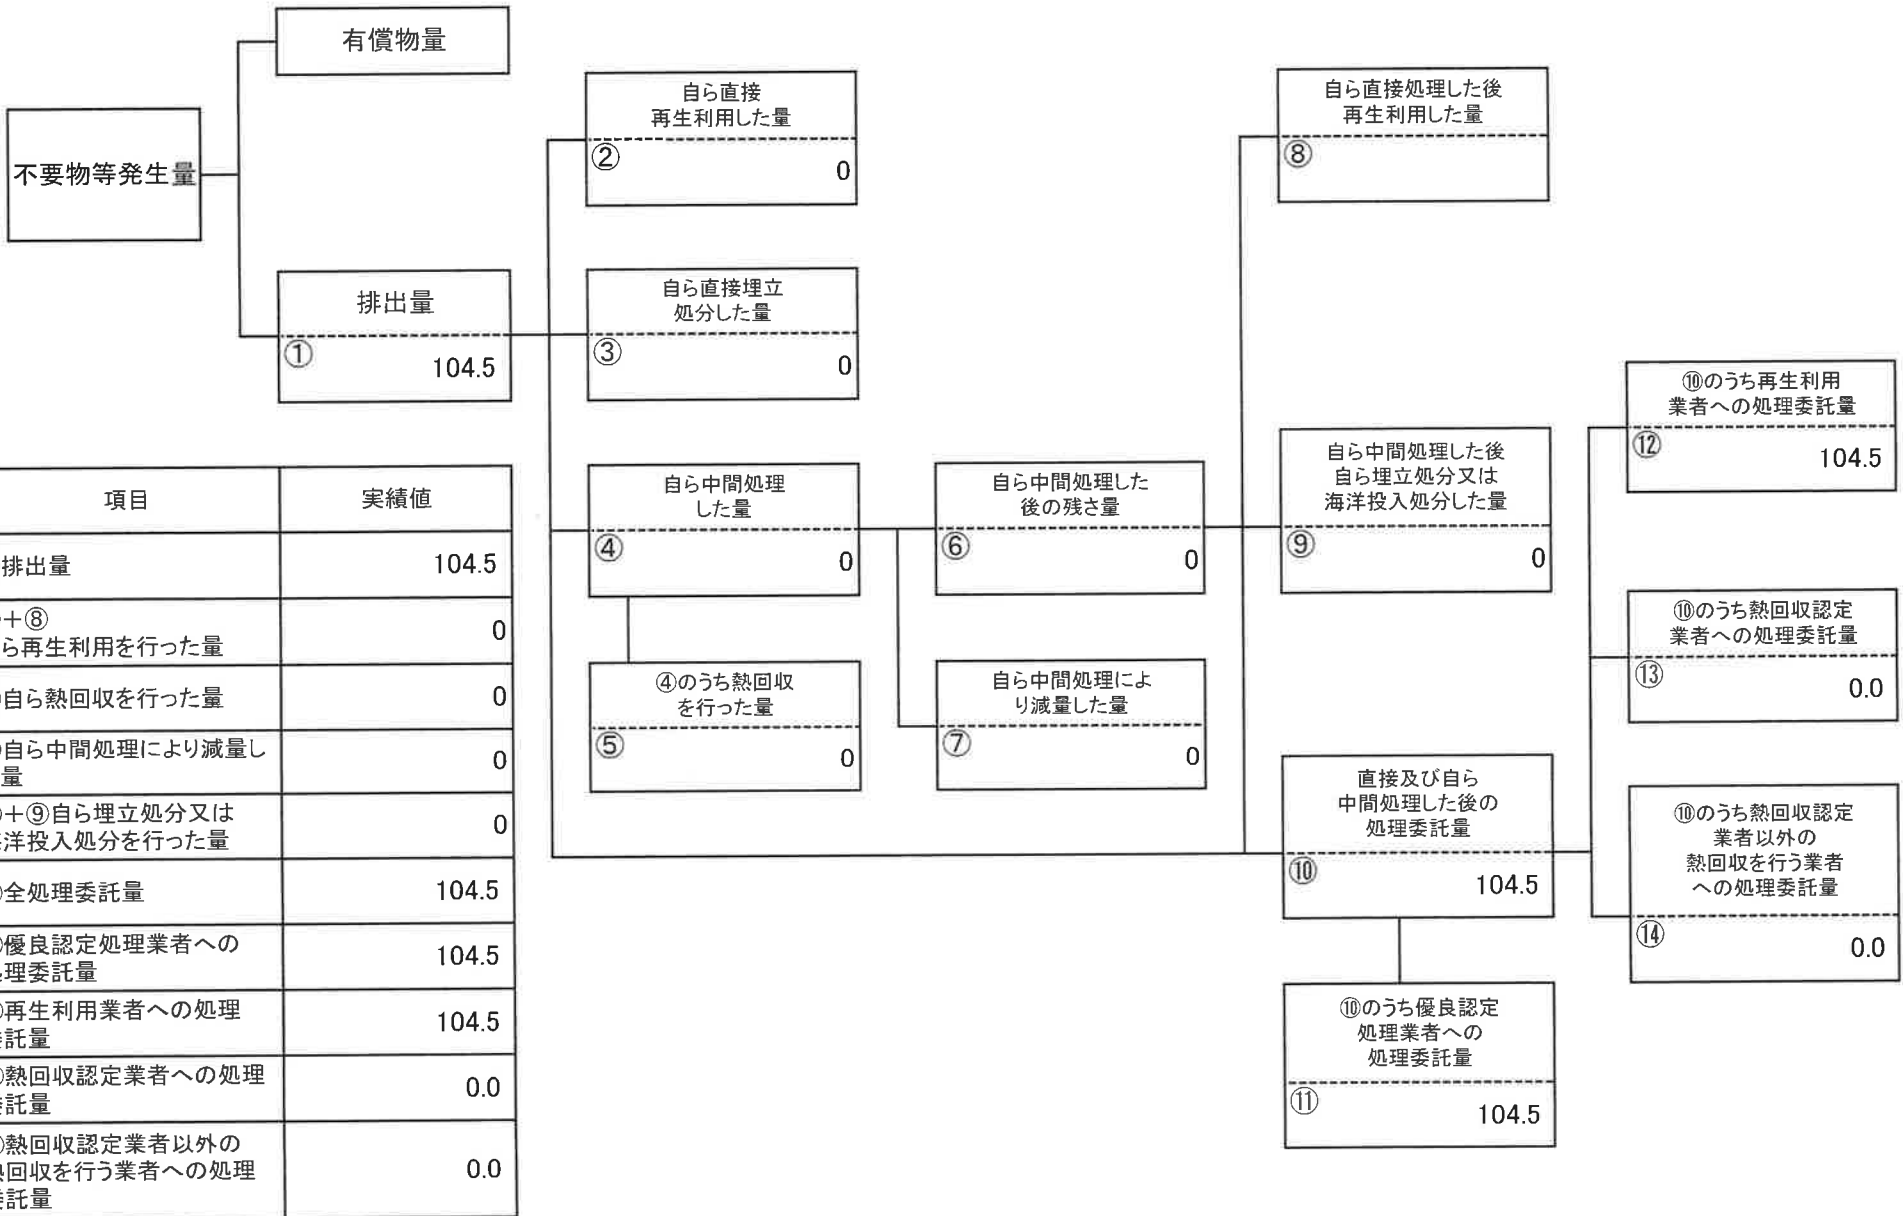 有償物量
不要物等発生量
排出量
①
104.5
自ら直接
再生利用した量
②
0
自ら直接埋立
処分した量
③
0
自ら中間処理
した量
④
0
④のうち熱回収
を行った量
⑤
0
自ら中間処理した
後の残さ量
⑥
0
自ら中間処理によ
り減量した量
⑦
0
自ら直接処理した後
再生利用した量
⑧
自ら中間処理した後
自ら埋立処分又は
海洋投入処分した量
⑨
0
直接及び自ら
中間処理した後の
処理委託量
⑩
104.5
⑩のうち優良認定
処理業者への
処理委託量
⑪
104.5
⑩のうち再生利用
業者への処理委託量
⑫
104.5
⑩のうち熱回収認定
業者への処理委託量
⑬
0.0
⑩のうち熱回収認定
業者以外の
熱回収を行う業者
への処理委託量
⑭
0.0
項目 実績値
排出量 104.5
+⑧
ら再生利用を行った量 0
自ら熱回収を行った量 0
自ら中間処理により減量し
量 0
+⑨自ら埋立処分又は
洋投入処分を行った量 0
全処理委託量 104.5
優良認定処理業者への
理委託量 104.5
再生利用業者への処理
託量 104.5
熱回収認定業者への処理
託量 0.0
熱回収認定業者以外の
回収を行う業者への処理
託量 0.0